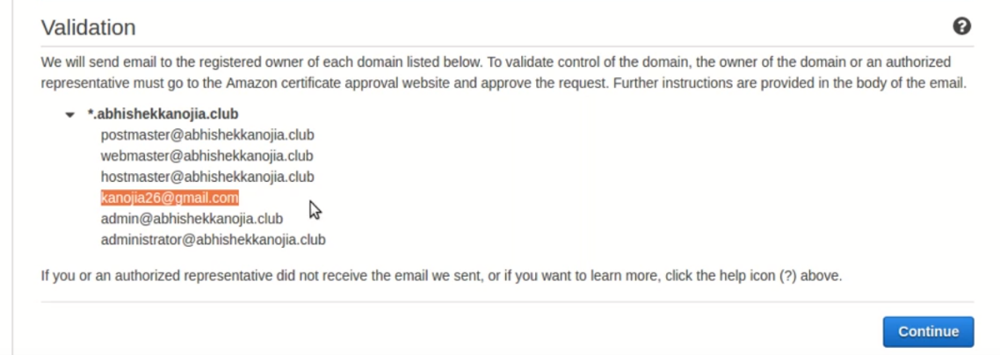 Validation
We will send email to the registered owner of each domain listed below. To validate control of the domain, the owner of the domain or an authorized
representative must go to the Amazon certificate approval website and approve the request. Further instructions are provided in the body of the email.
*.abhishekkanojia.club
postmaster@abhishekkanojia.club
webmaster@abhishekkanojia.club
hostmaster@abhishekkanojia.club
kanojia26@gmail.com
admin@abhishekkanojia.club
administrator@abhishekkanojia.club
If you or an authorized representative did not receive the email we sent, or if you want to learn more, click the help icon (?) above.
Continue